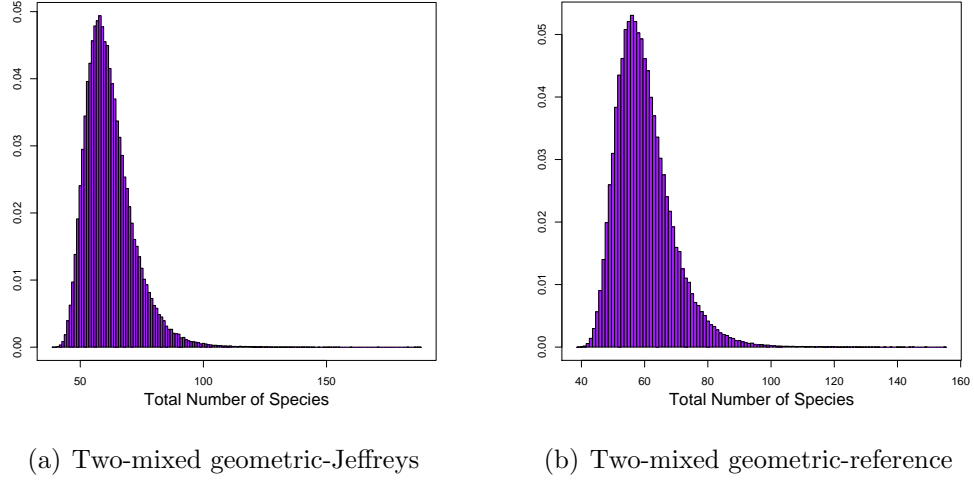 0.05
0.04
0.03
0.02
0.01
0.00
50 100 150
Total Number of Species
(a) Two-mixed geometric-Jeffreys
0.05
0.04
0.03
0.02
0.01
0.00
40 60 80 100 120 140 160
Total Number of Species
(b) Two-mixed geometric-reference